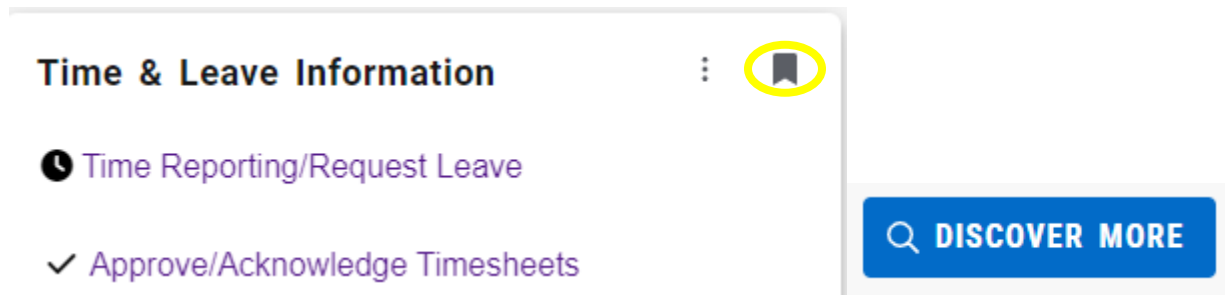 Time & Leave Information
Time Reporting/Request Leave
Approve/Acknowledge Timesheets
DISCOVER MORE